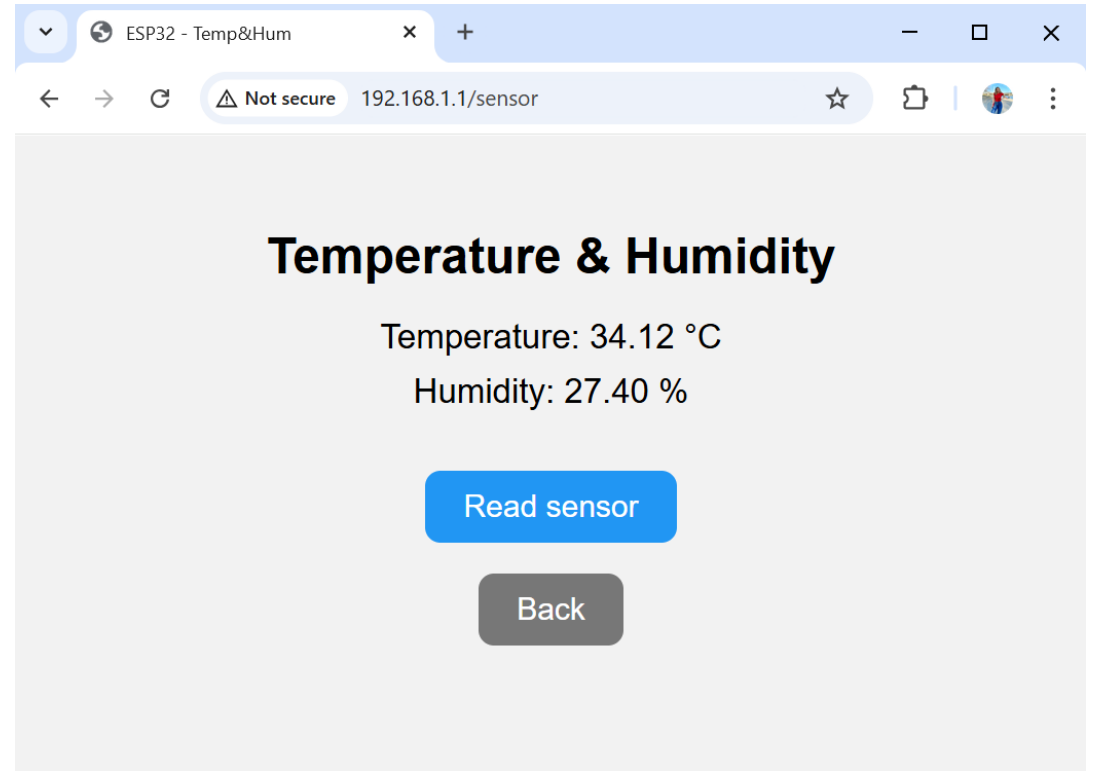 ESP32 - Temp&Hum
Not secure 192.168.1.1/sensor
Temperature & Humidity
Temperature: 34.12 °C
Humidity: 27.40 %
Read sensor
Back